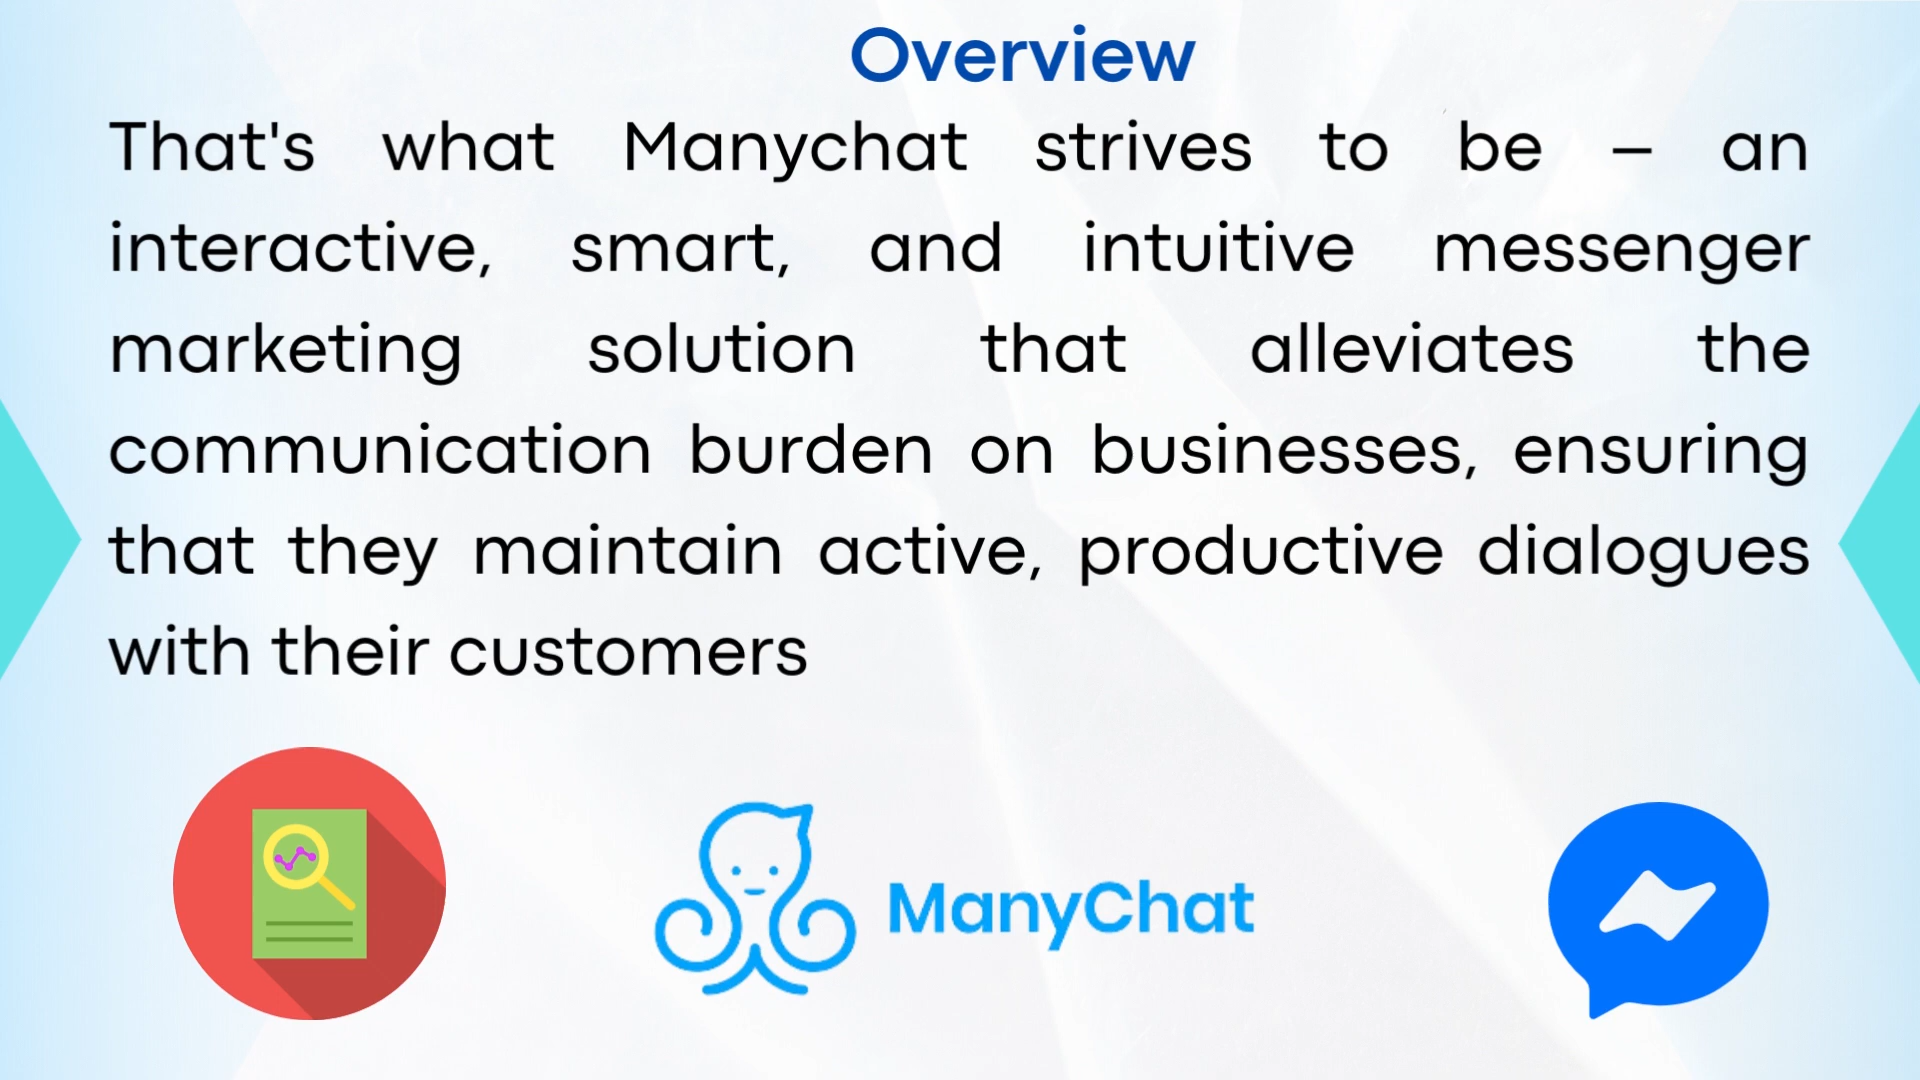 Overview
That's what Manychat strives to be – an
interactive, smart, and intuitive messenger
marketing solution that alleviates the
communication burden on businesses, ensuring
that they maintain active, productive dialogues
with their customers
ManyChat